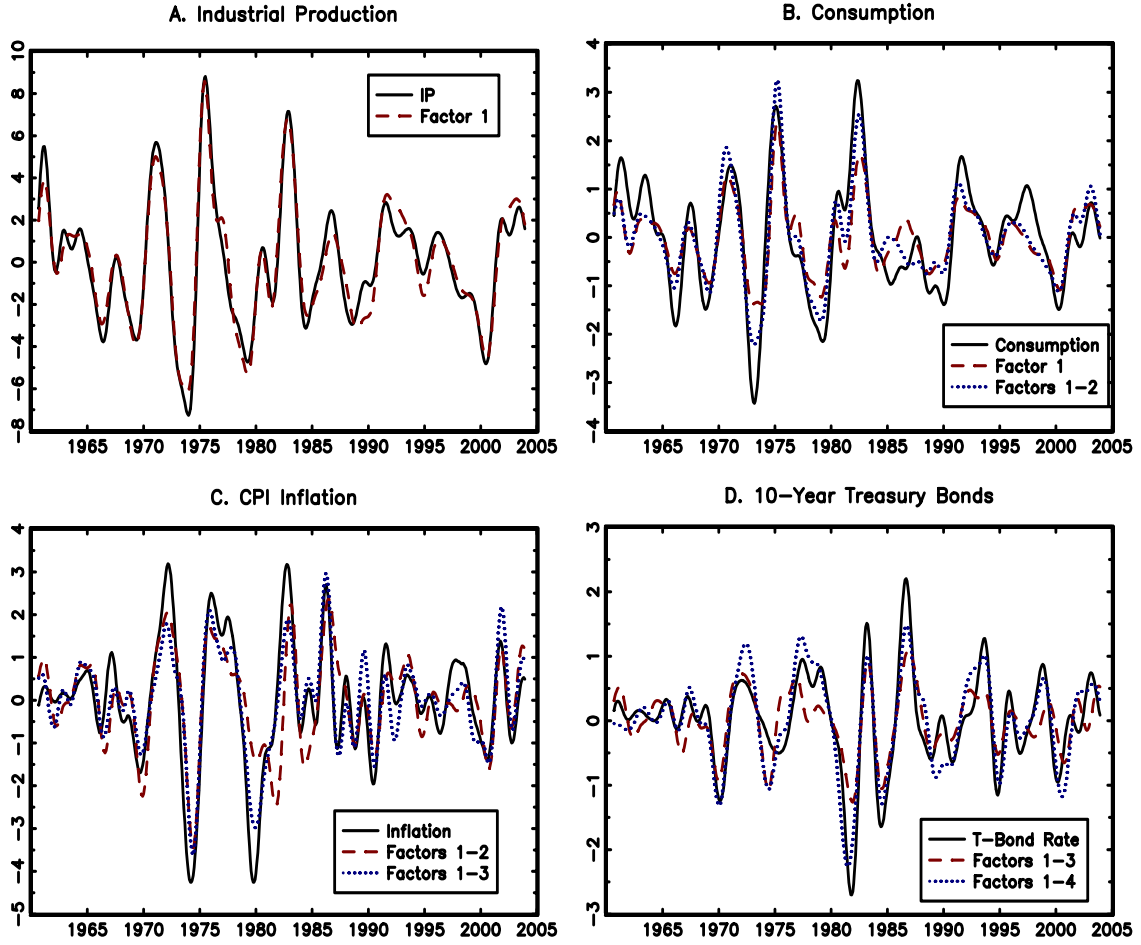 A. Industrial Production
10
8
6
4
2
0
−2
−4
−6
−8
IP
Factor 1
1965 1970 1975 1980 1985 1990 1995 2000 2005
B. Consumption
4
3
2
1
0
−1
−2
−3
−4
Consumption
Factor 1
Factors 1−2
1965 1970 1975 1980 1985 1990 1995 2000 2005
C. CPI Inflation
4
3
2
1
0
−1
−2
−3
−4
−5
Inflation
Factors 1−2
Factors 1−3
1965 1970 1975 1980 1985 1990 1995 2000 2005
D. 10−Year Treasury Bonds
3
2
1
0
−1
−2
−3
T−Bond Rate
Factors 1−3
Factors 1−4
1965 1970 1975 1980 1985 1990 1995 2000 2005